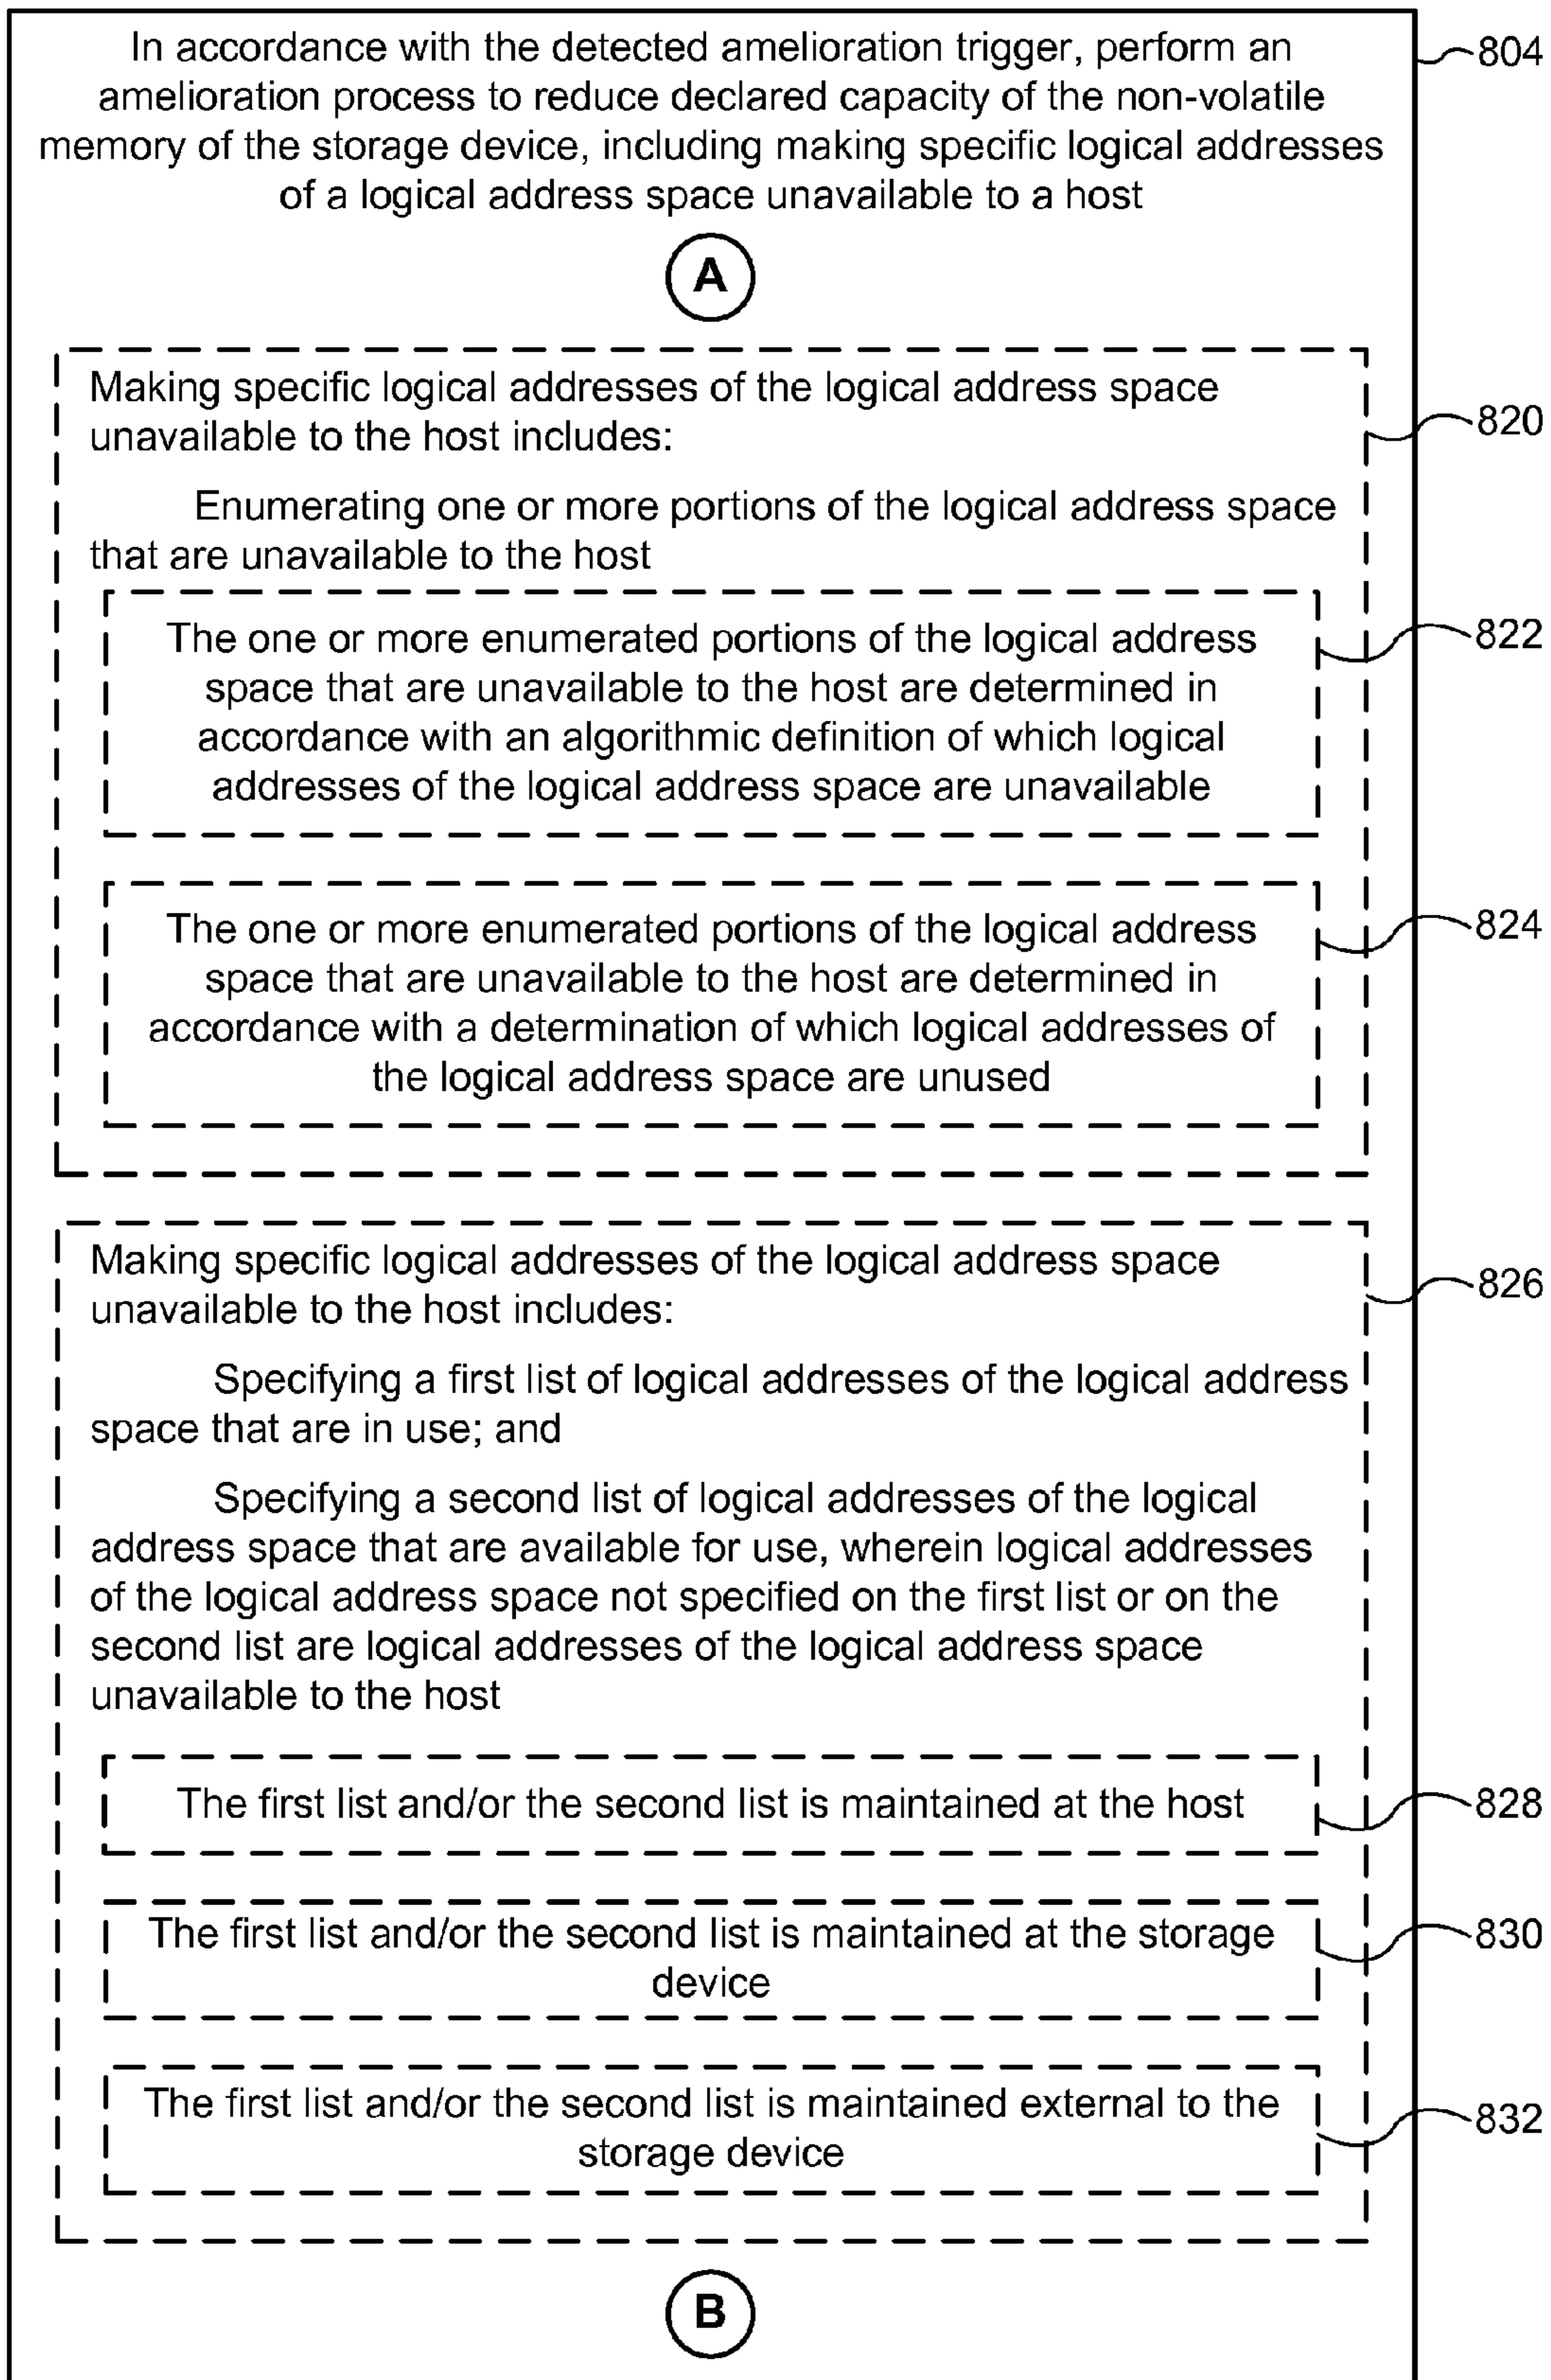 In accordance with the detected amelioration trigger, perform an
amelioration process to reduce declared capacity of the non-volatile
memory of the storage device, including making specific logical addresses
of a logical address space unavailable to a host
804
A
Making specific logical addresses of the logical address space
unavailable to the host includes:
820
Enumerating one or more portions of the logical address space
that are unavailable to the host
The one or more enumerated portions of the logical address
space that are unavailable to the host are determined in
accordance with an algorithmic definition of which logical
addresses of the logical address space are unavailable
822
The one or more enumerated portions of the logical address
space that are unavailable to the host are determined in
accordance with a determination of which logical addresses of
the logical address space are unused
824
Making specific logical addresses of the logical address space
unavailable to the host includes:
826
Specifying a first list of logical addresses of the logical address
space that are in use; and
Specifying a second list of logical addresses of the logical
address space that are available for use, wherein logical addresses
of the logical address space not specified on the first list or on the
second list are logical addresses of the logical address space
unavailable to the host
The first list and/or the second list is maintained at the host
828
The first list and/or the second list is maintained at the storage
device
830
The first list and/or the second list is maintained external to the
storage device
832
B